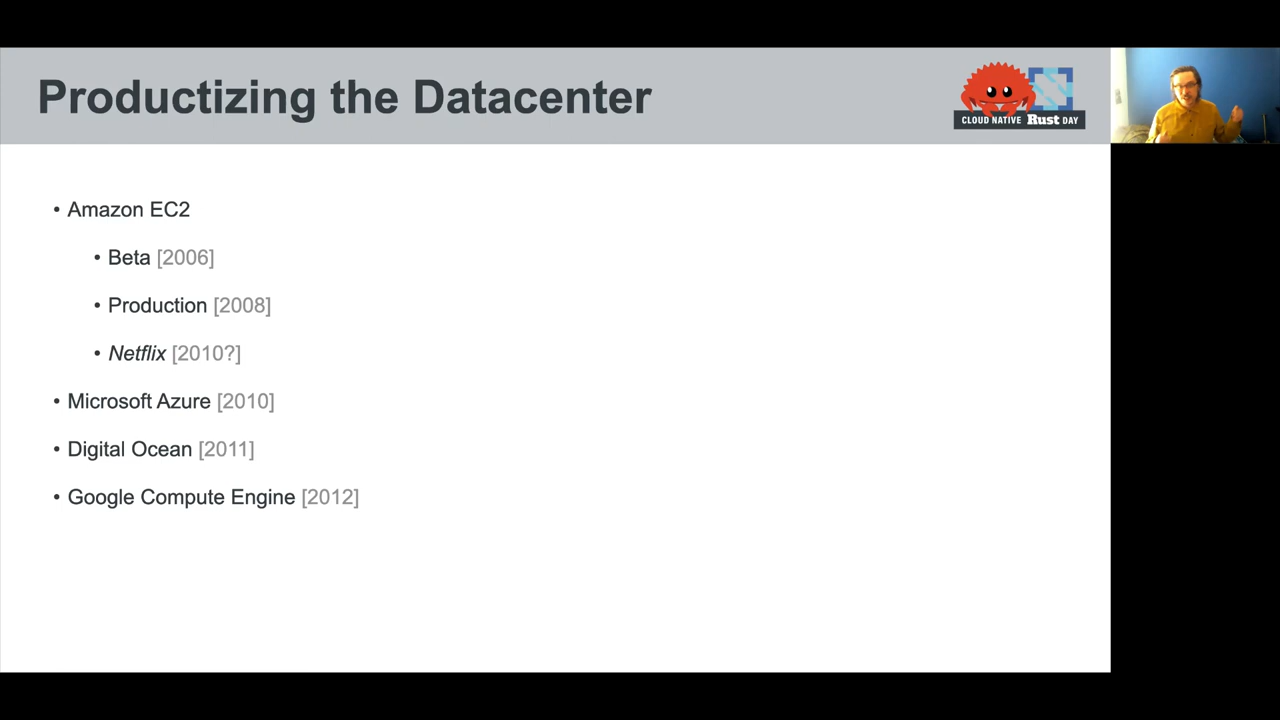 Productizing the Datacenter
CLOUD NATIVE Rust DAY
• Amazon EC2
• Beta [2006]
• Production [2008]
• Netflix [2010?]
• Microsoft Azure [2010]
• Digital Ocean [2011]
• Google Compute Engine [2012]